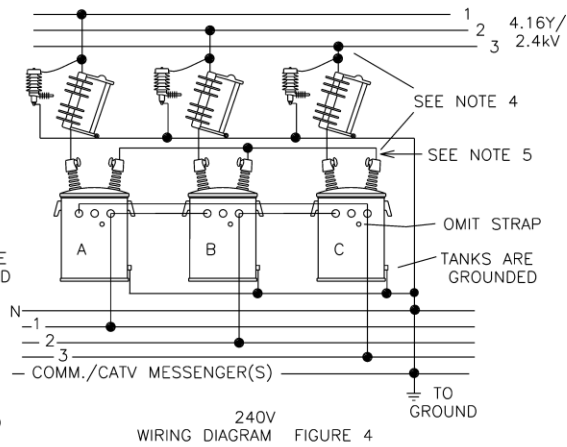 1
2
3
4.16Y/
2.4kV
SEE NOTE 4
SEE NOTE 5
A
B
C
OMIT STRAP
TANKS ARE
GROUNDED
E
D
N
1
2
3
COMM./CATV MESSENGER(S)
TO
GROUND
240V
WIRING DIAGRAM FIGURE 4